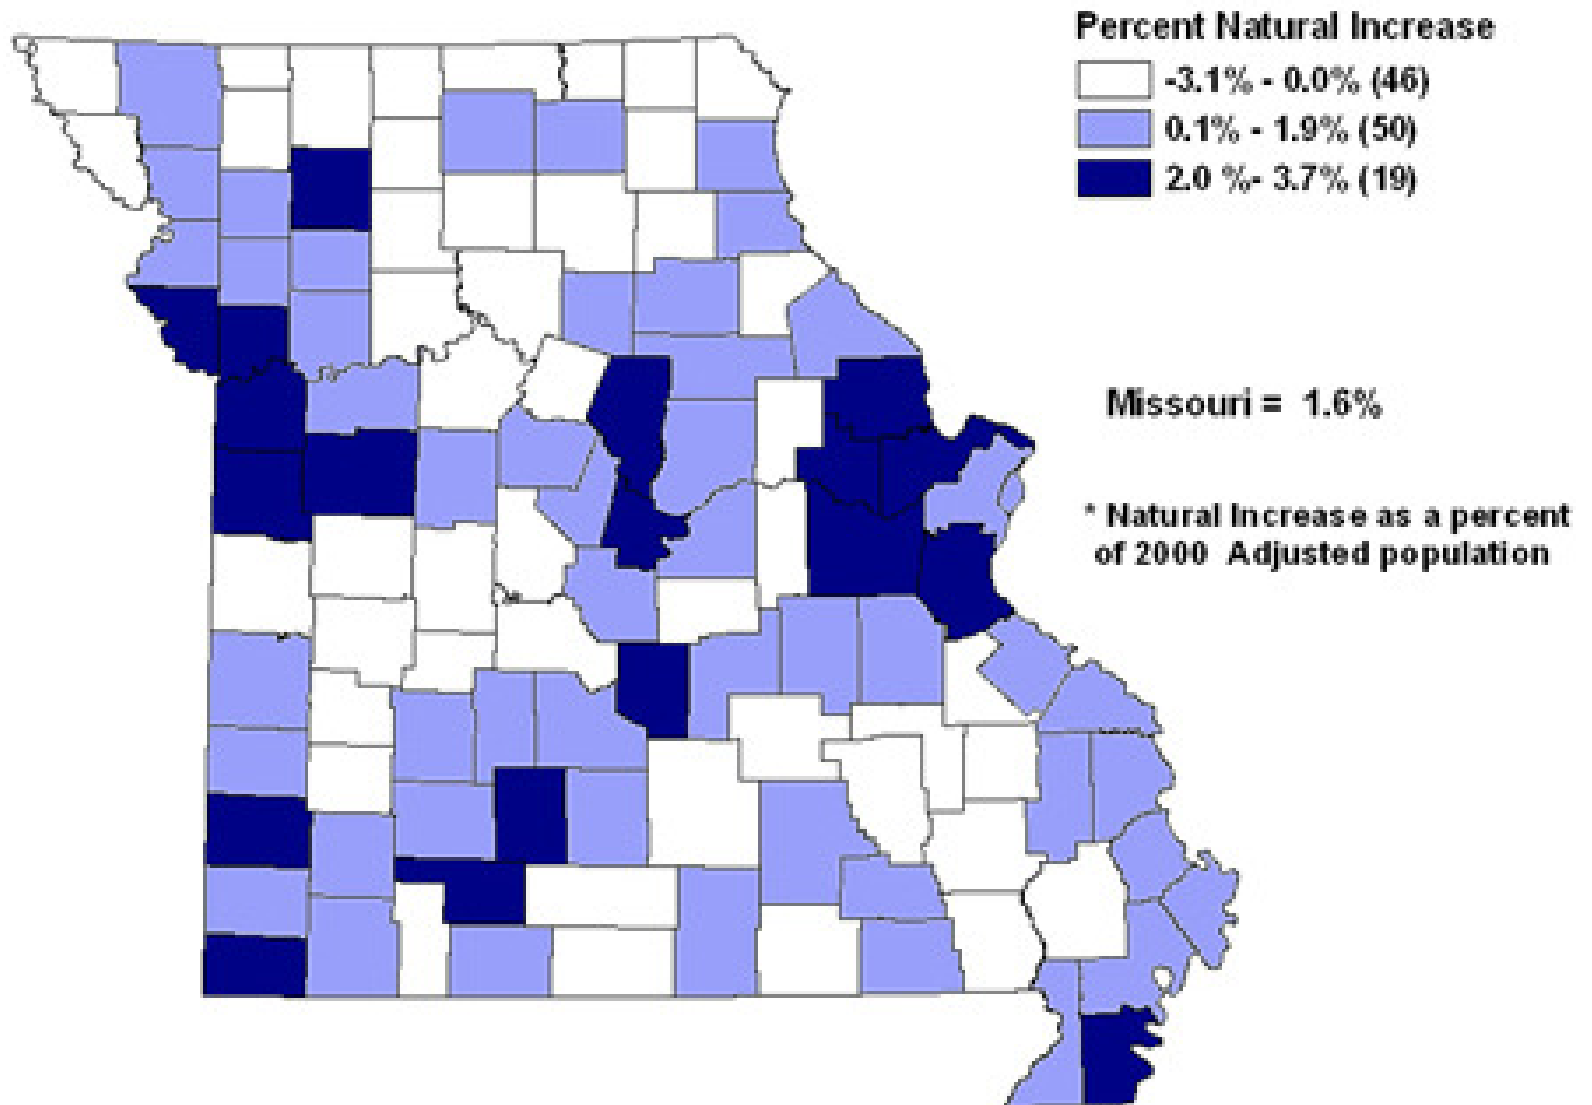 Percent Natural Increase
-3.1% - 0.0% (46)
0.1% - 1.9% (50)
2.0 %- 3.7% (19)
Missouri = 1.6%
* Natural Increase as a percent
of 2000 Adjusted population